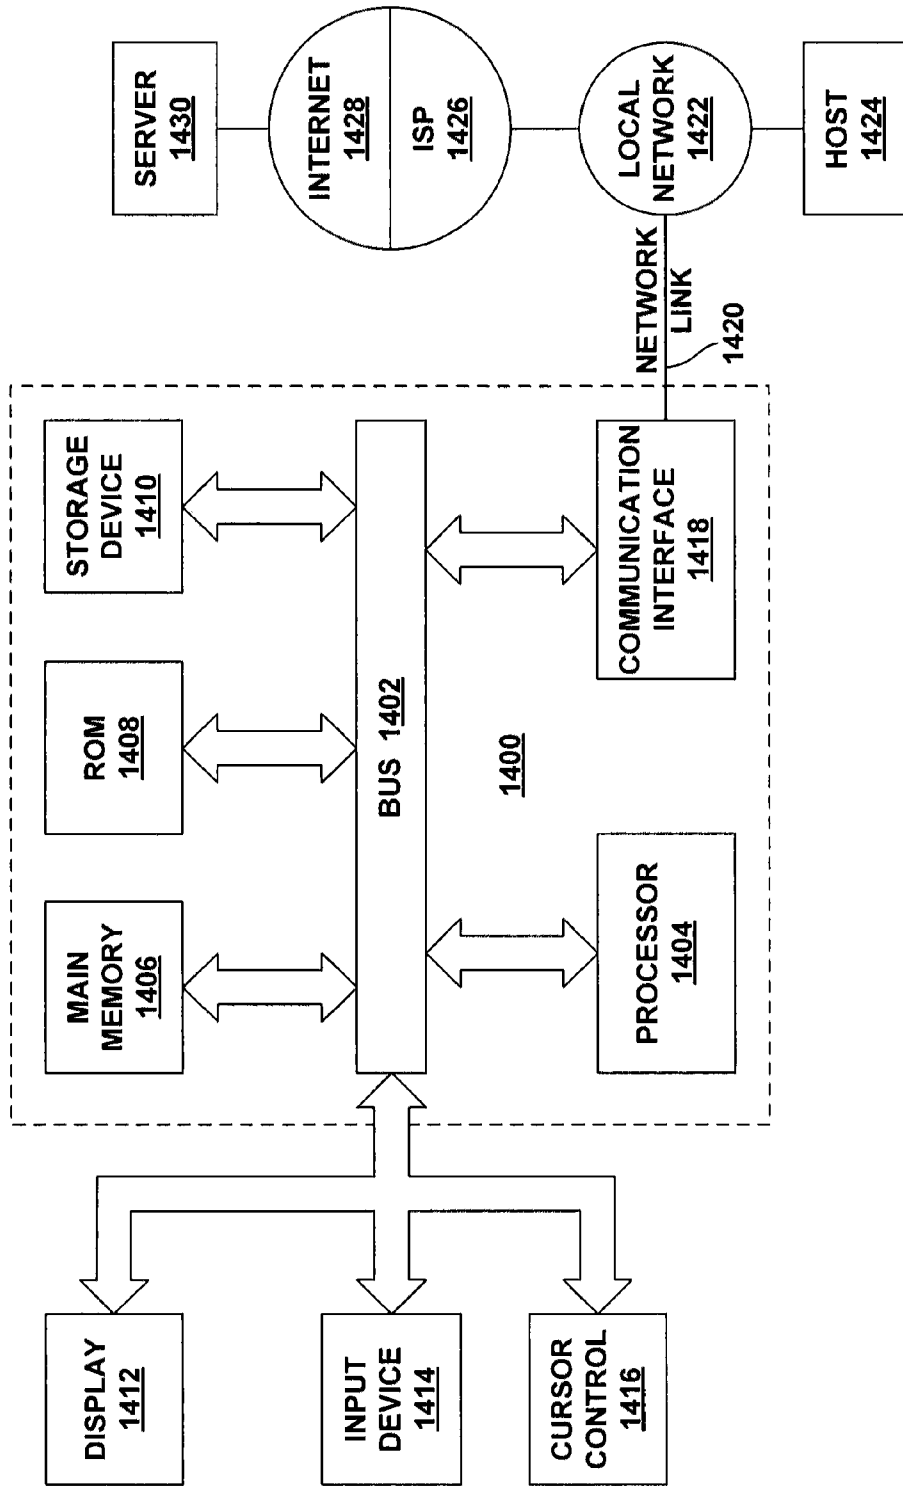 DISPLAY
1412
INPUT
DEVICE
1414
CURSOR
CONTROL
1416
MAIN
MEMORY
1406
ROM
1408
STORAGE
DEVICE
1410
BUS 1402
1400
PROCESSOR
1404
COMMUNICATION
INTERFACE
1418
NETWORK
LINK
1420
SERVER
1430
INTERNET
1428
ISP
1426
LOCAL
NETWORK
1422
HOST
1424